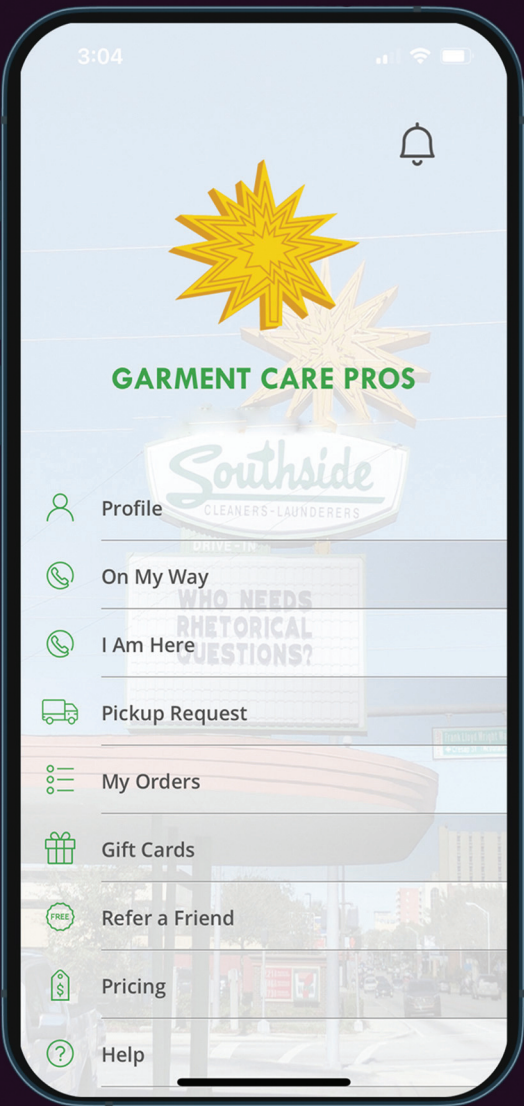 3:04
GARMENT CARE PROS
Southside
CLEANERS-LAUNDERERS
Profile
DRIVE-IN
On My Way
WHO NEEDS
RHETORICAL
QUESTIONS?
I Am Here
Pickup Request
My Orders
Gift Cards
FREE
Refer a Friend
$
Pricing
?
Help